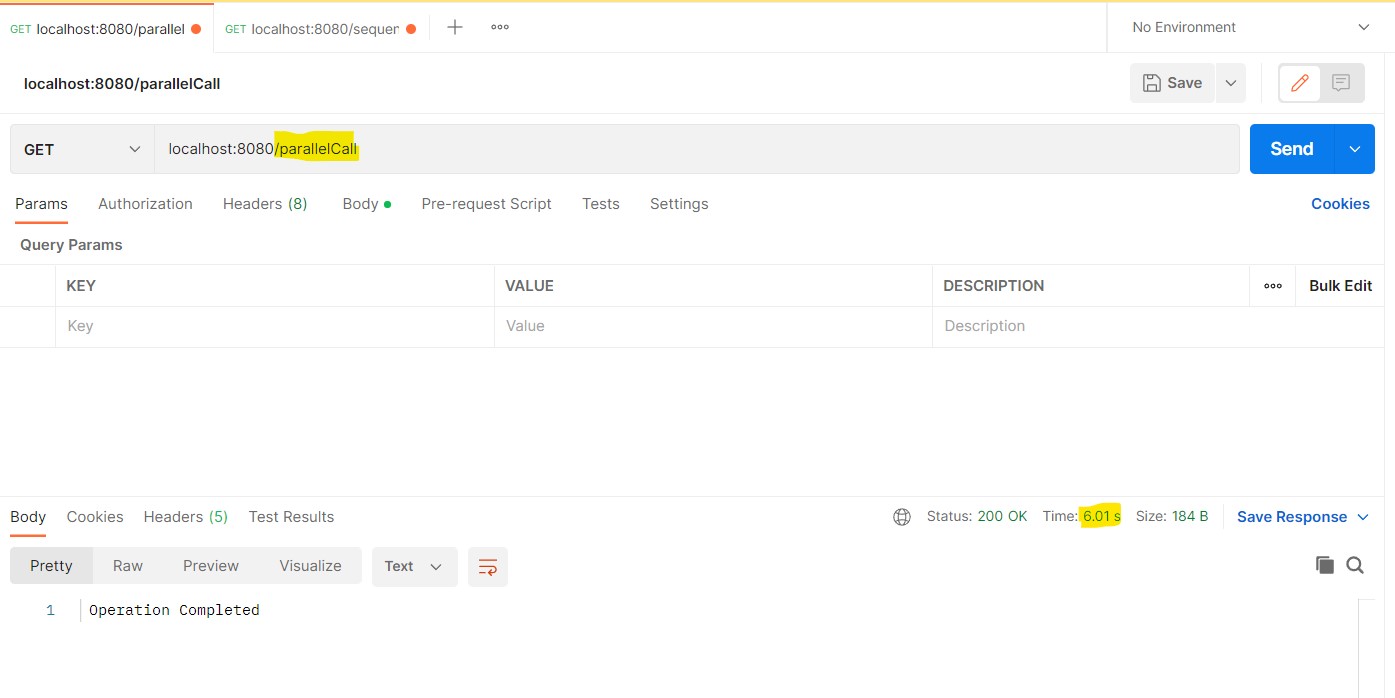 GET localhost:8080/parallel GET localhost:8080/sequen No Environment
localhost:8080/parallelCall Save
GET localhost:8080/parallelCall Send
Params Authorization Headers (8) Body Pre-request Script Tests Settings Cookies
Query Params
KEY VALUE DESCRIPTION Bulk Edit
Key Value Description
Body Cookies Headers (5) Test Results Status: 200 OK Time: 6.01 s Size: 184 B Save Response
Pretty Raw Preview Visualize Text
1 Operation Completed